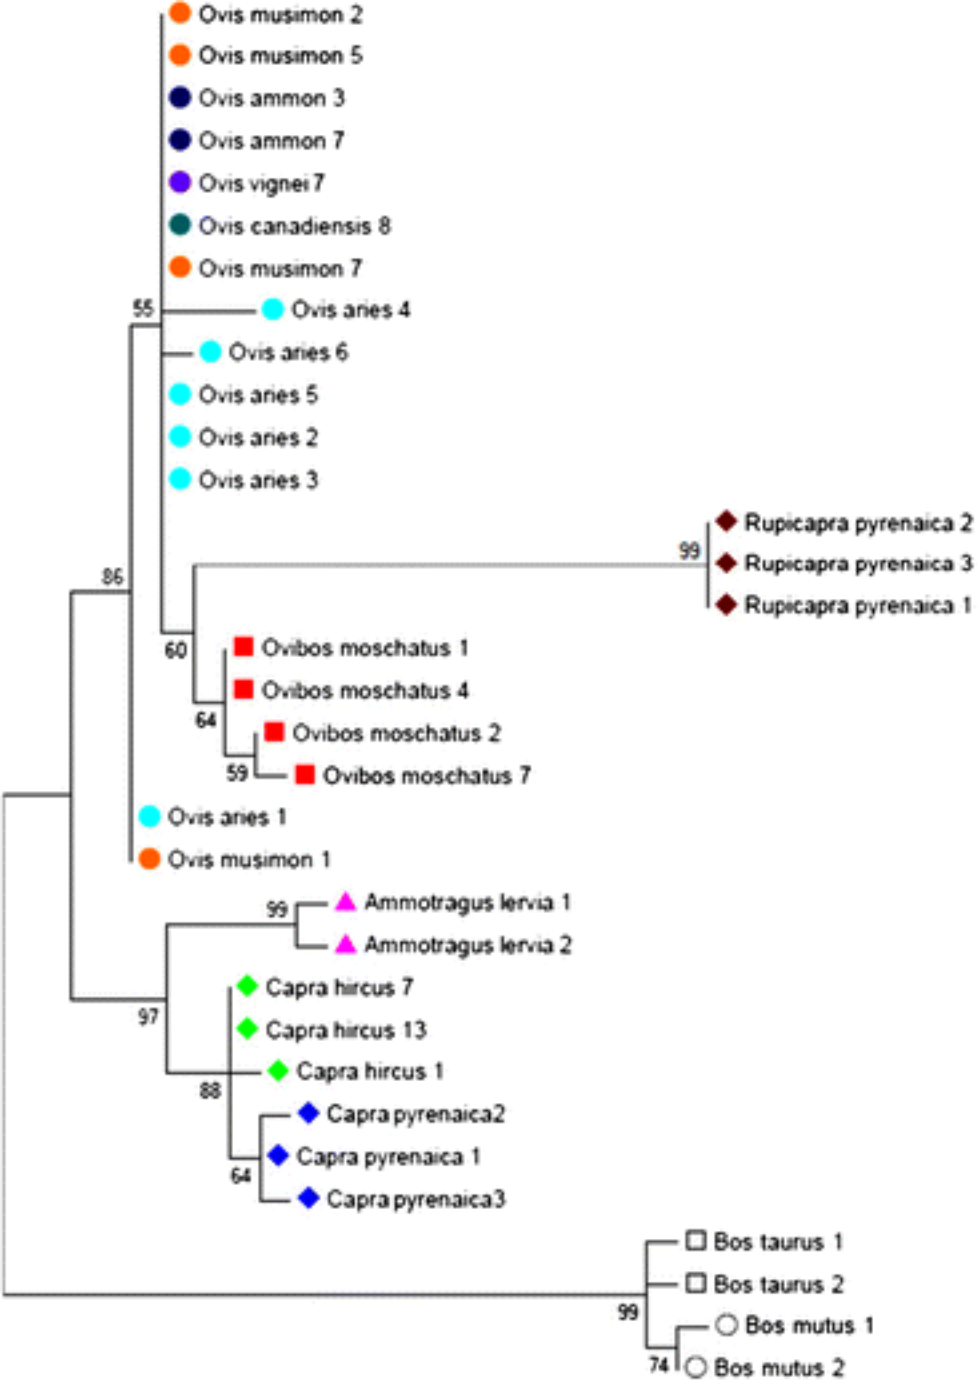 Ovis musimon 2
Ovis musimon 5
Ovis ammon 3
Ovis ammon 7
Ovis vignei 7
Ovis canadiensis 8
Ovis musimon 7
55
Ovis aries 4
Ovis aries 6
Ovis aries 5
Ovis aries 2
Ovis aries 3
Rupicapra pyrenaica 2
99
Rupicapra pyrenaica 3
86
Rupicapra pyrenaica 1
60
Ovibos moschatus 1
Ovibos moschatus 4
64
Ovibos moschatus 2
59
Ovibos moschatus 7
Ovis aries 1
Ovis musimon 1
99
Ammotragus lervia 1
Ammotragus lervia 2
Capra hircus 7
97
Capra hircus 13
Capra hircus 1
88
Capra pyrenaica2
Capra pyrenaica 1
64
Capra pyrenaica3
Bos taurus 1
Bos taurus 2
99
Bos mutus 1
74
Bos mutus 2